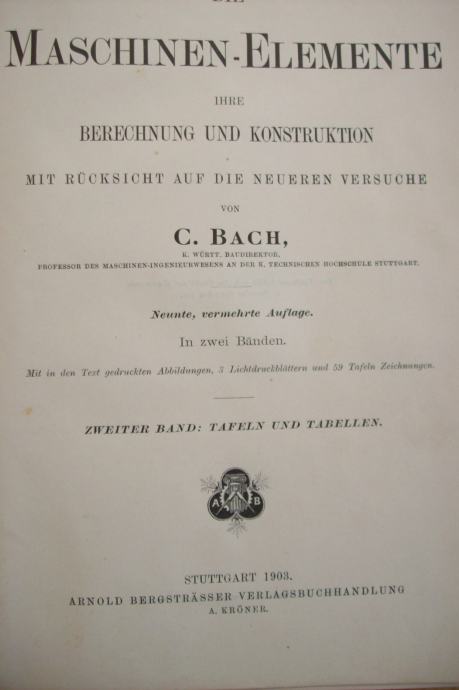 DIE
MASCHINEN-ELEMENTE
IHRE
BERECHNUNG UND KONSTRUKTION
MIT RÜCKSICHT AUF DIE NEUEREN VERSUCHE
VON
C. BACH,
K. WÜRTT. BAUDIREKTOR,
PROFESSOR DES MASCHINEN-INGENIEURWESENS AN DER K. TECHNISCHEN HOCHSCHULE STUTTGART.
Neunte, vermehrte Auflage.
In zwei Bänden.
Mit in den Text gedruckten Abbildungen, 3 Lichtdruckblättern und 59 Tafeln Zeichnungen.
ZWEITER BAND: TAFELN UND TABELLEN.
A B
STUTTGART 1903.
ARNOLD BERGSTRÄSSER VERLAGSBUCHHANDLUNG
A. KRÖNER.